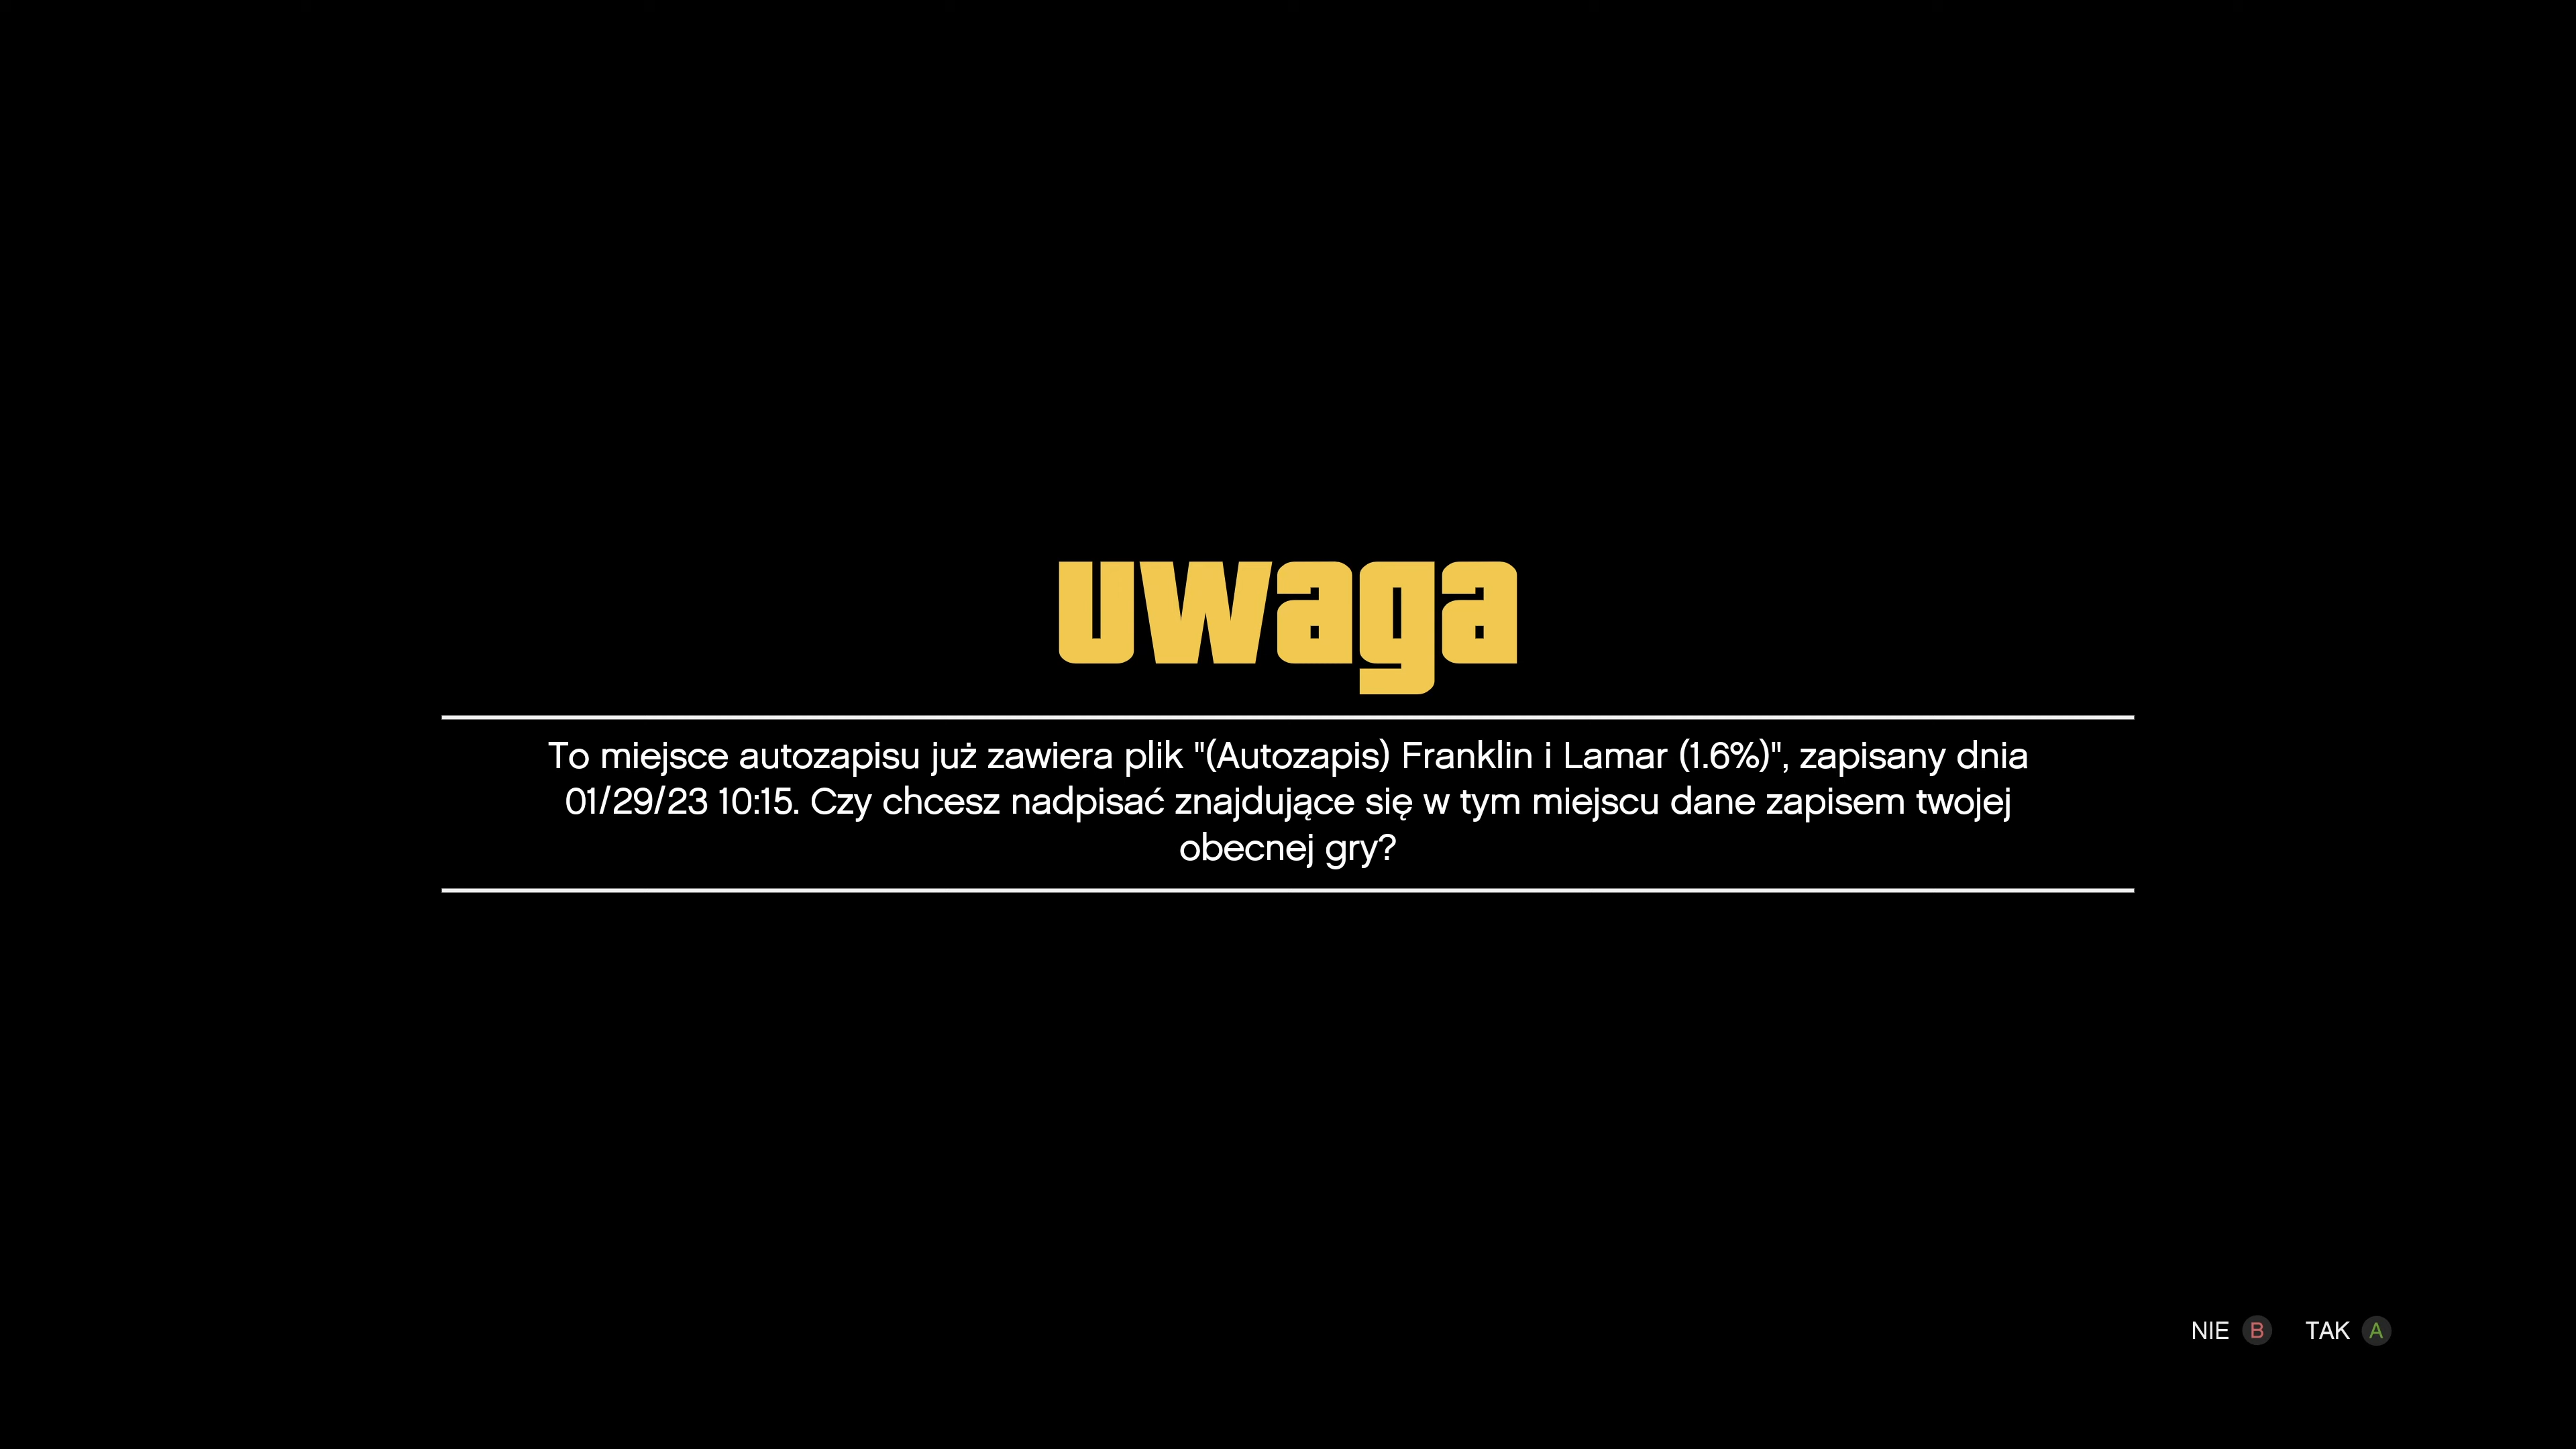 uwaga
To miejsce autozapisu już zawiera plik "(Autozapis) Franklin i Lamar (1.6%)", zapisany dnia
01/29/23 10:15. Czy chcesz nadpisać znajdujące się w tym miejscu dane zapisem twojej
obecnej gry?
NIE B TAK A